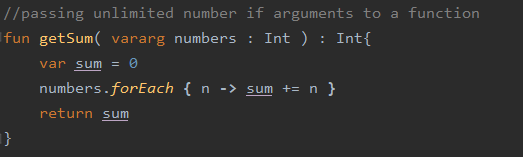 //passing unlimited number if arguments to a function
fun getSum( vararg numbers : Int ) : Int{
    var sum = 0
    numbers.forEach { n -> sum += n }
    return sum
}